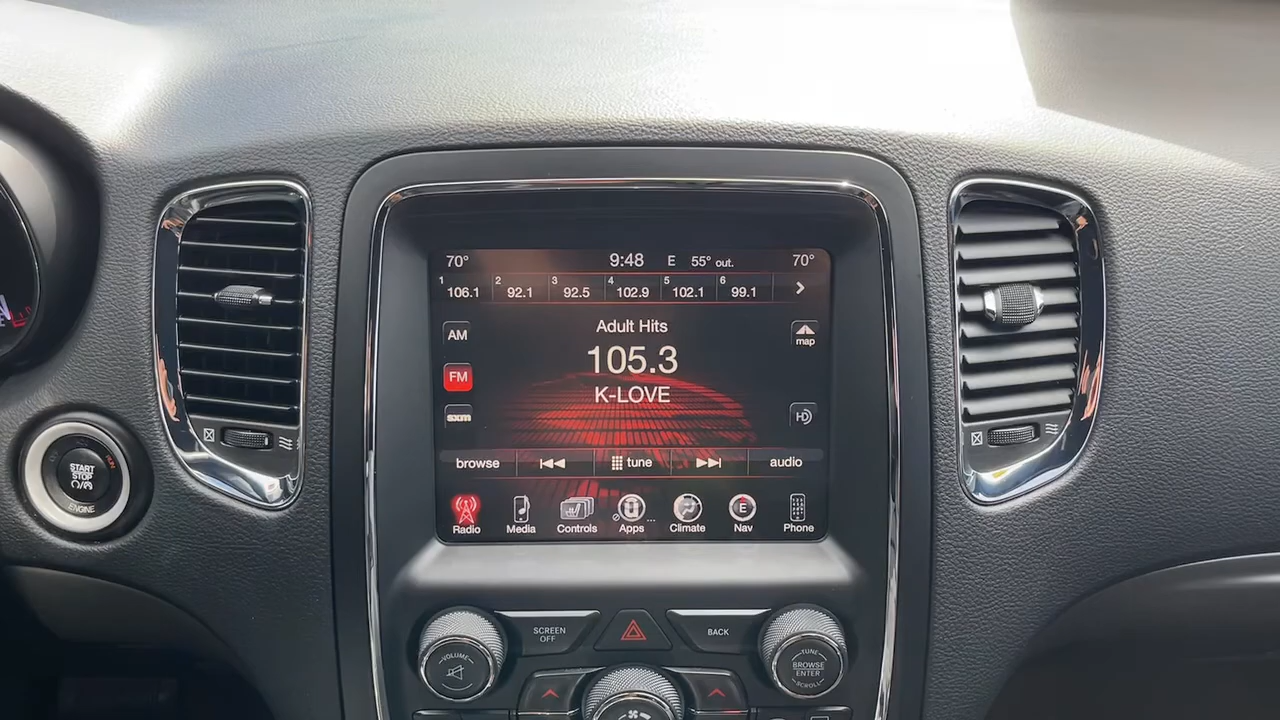 70° 9:48 E 55° out. 70°
1 106.1 2 92.1 3 92.5 4 102.9 5 102.1 6 99.1
Adult Hits
AM
map
105.3
FM
K-LOVE
sxm
HD
browse tune audio
Radio Media Controls Apps Climate Nav Phone
E
START
STOP
ENGINE
RUN
SCREEN
OFF
BACK
VOLUME
TUNE
BROWSE
ENTER
SCROLL